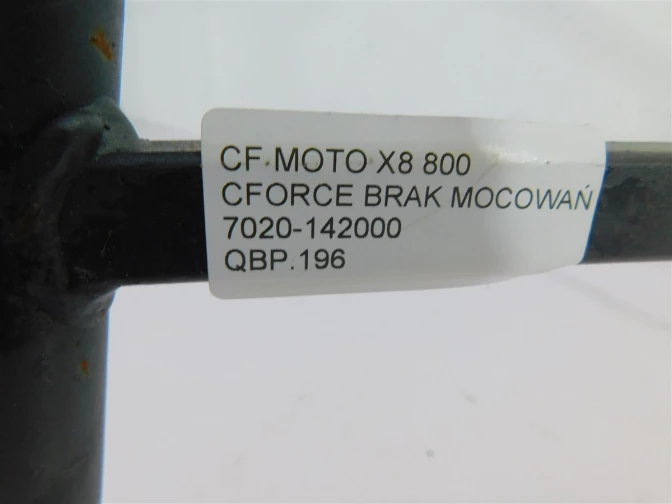 CF MOTO X8 800
CFORCE BRAK MOCOWAŃ
7020-142000
QBP.196